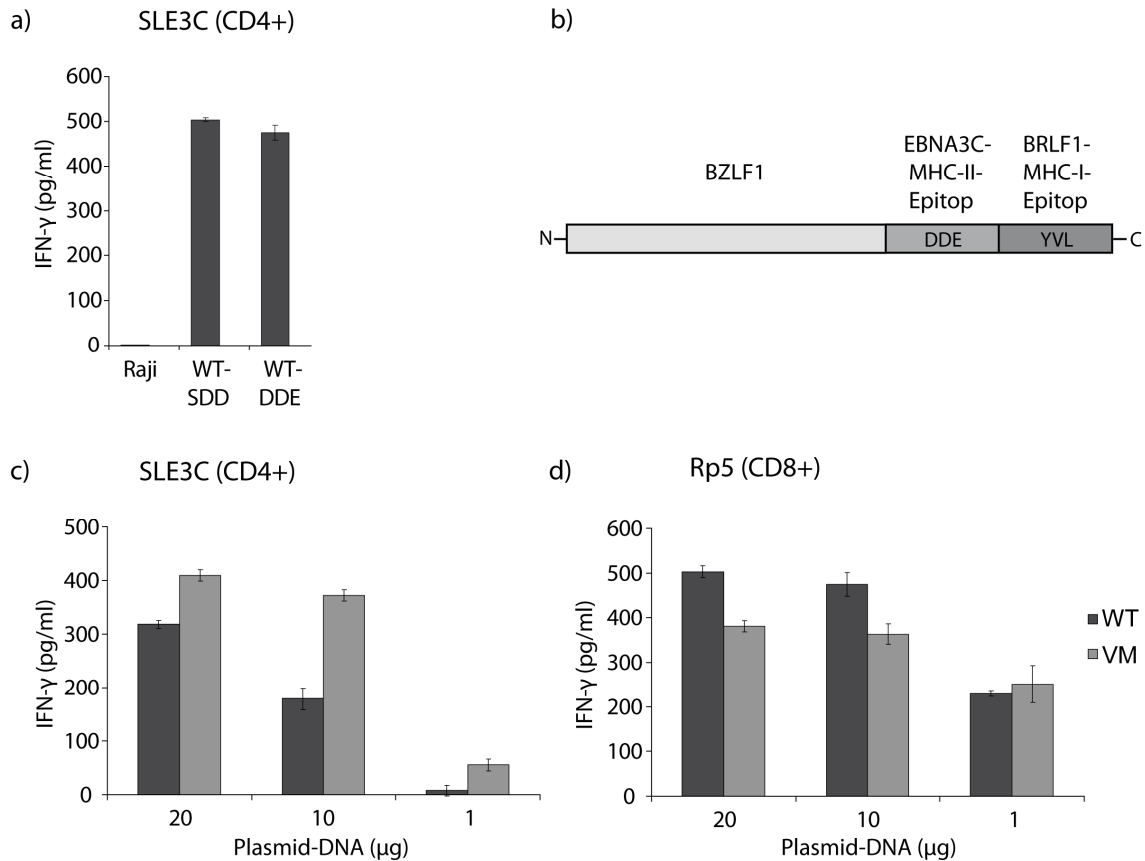 a)
SLE3C (CD4+)
600
500
400
300
200
100
0
IFN-γ (pg/ml)
Raji
WT-
SDD
WT-
DDE
b)
BZLF1
EBNA3C-
MHC-II-
Epitop
BRLF1-
MHC-I-
Epitop
N
DDE
YVL
C
c)
SLE3C (CD4+)
500
400
300
200
100
0
IFN-γ (pg/ml)
20
10
1
Plasmid-DNA (µg)
d)
Rp5 (CD8+)
600
500
400
300
200
100
0
IFN-γ (pg/ml)
20
10
1
Plasmid-DNA (µg)
WT
VM